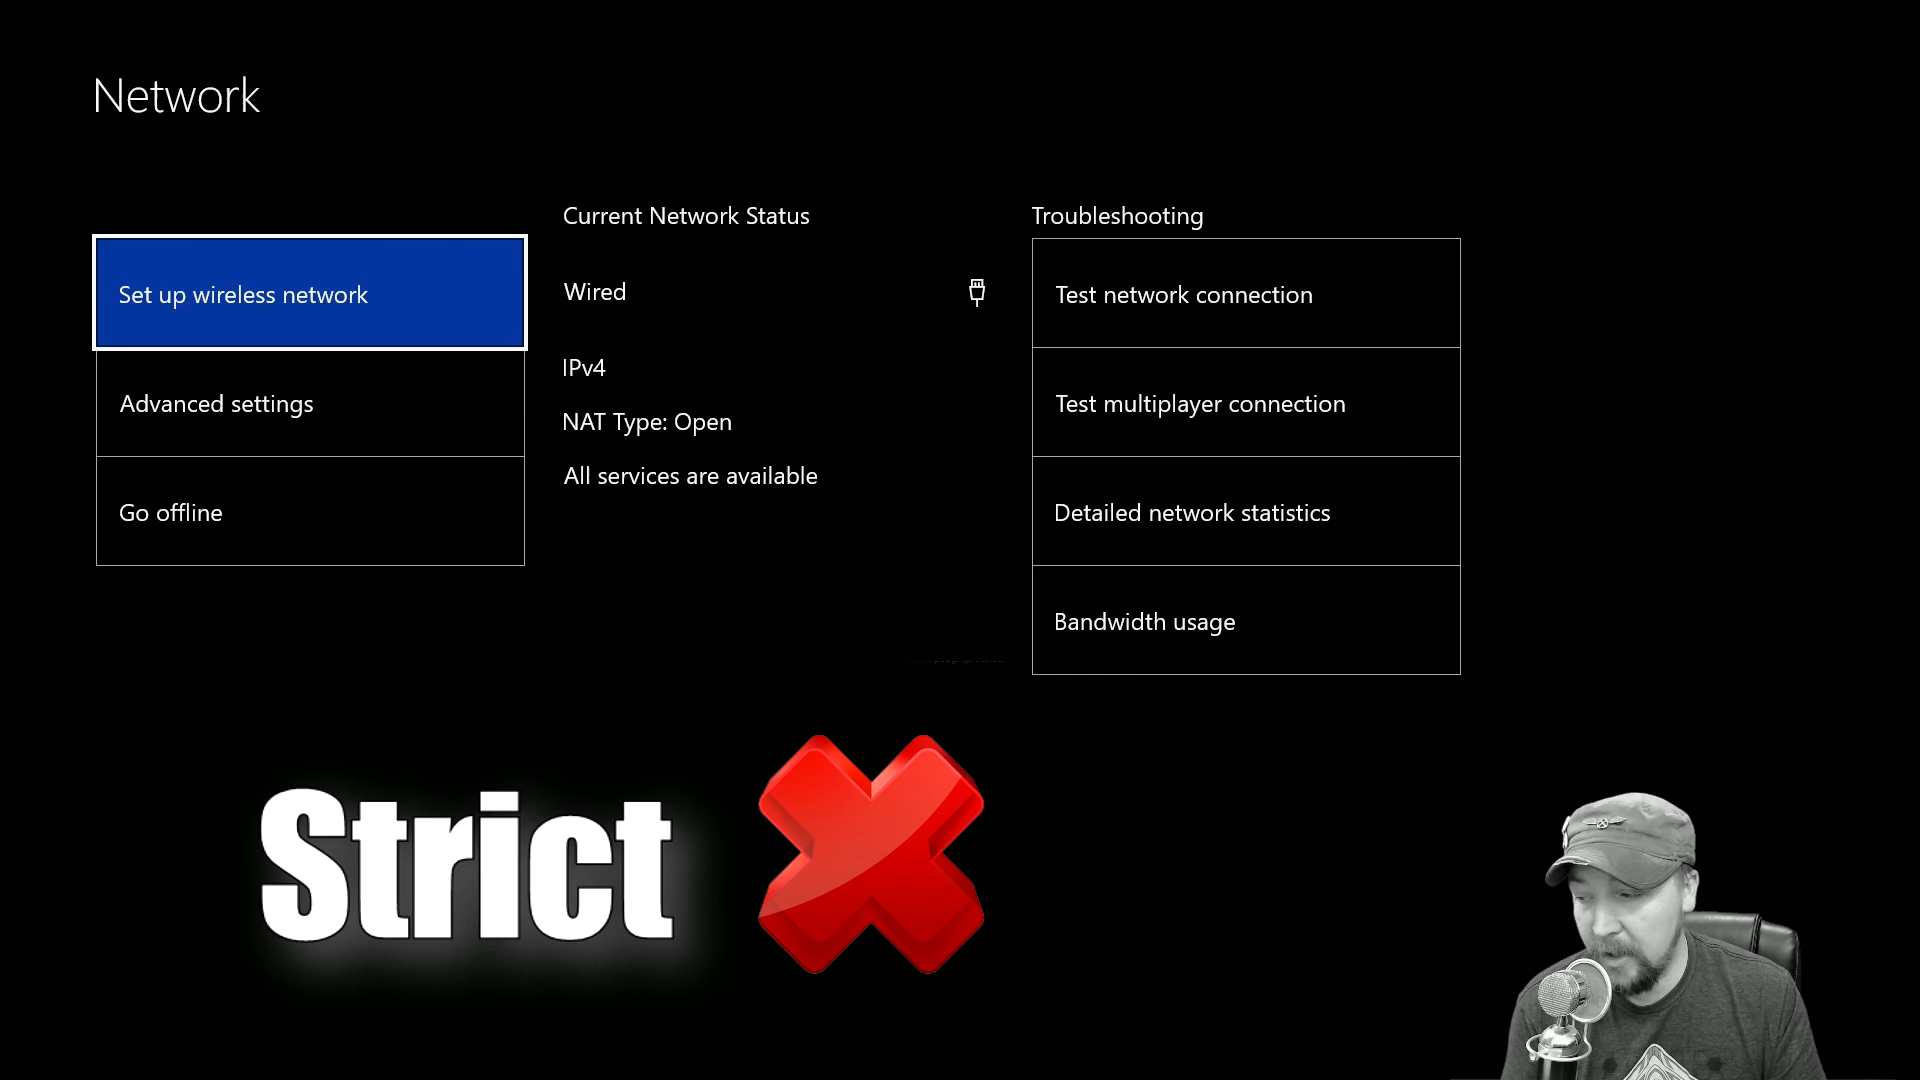 Network
Set up wireless network
Advanced settings
Go offline
Current Network Status
Wired
IPv4
NAT Type: Open
All services are available
Troubleshooting
Test network connection
Test multiplayer connection
Detailed network statistics
Bandwidth usage
Strict